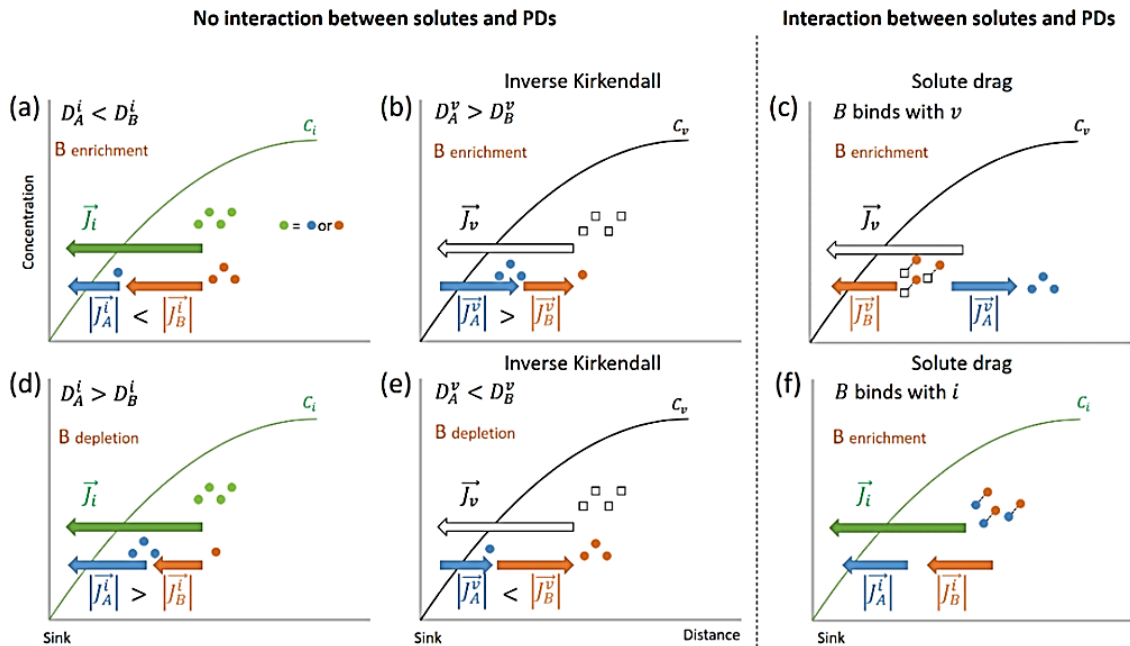 No interaction between solutes and PDs
Interaction between solutes and PDs
Inverse Kirkendall
Solute drag
(a)
D_A^i < D_B^i
B enrichment
C_i
J_i
= or
|J_A^i| < |J_B^i|
Concentration
(b)
D_A^v > D_B^v
B enrichment
C_v
J_v
|J_A^v| > |J_B^v|
(c)
B binds with v
B enrichment
C_v
J_v
|J_B^v| |J_A^v|
Inverse Kirkendall
Solute drag
(d)
D_A^i > D_B^i
B depletion
C_i
J_i
|J_A^i| > |J_B^i|
Sink
(e)
D_A^v < D_B^v
B depletion
C_v
J_v
|J_A^v| < |J_B^v|
Sink
Distance
(f)
B binds with i
B enrichment
C_i
J_i
|J_A^i| |J_B^i|
Sink